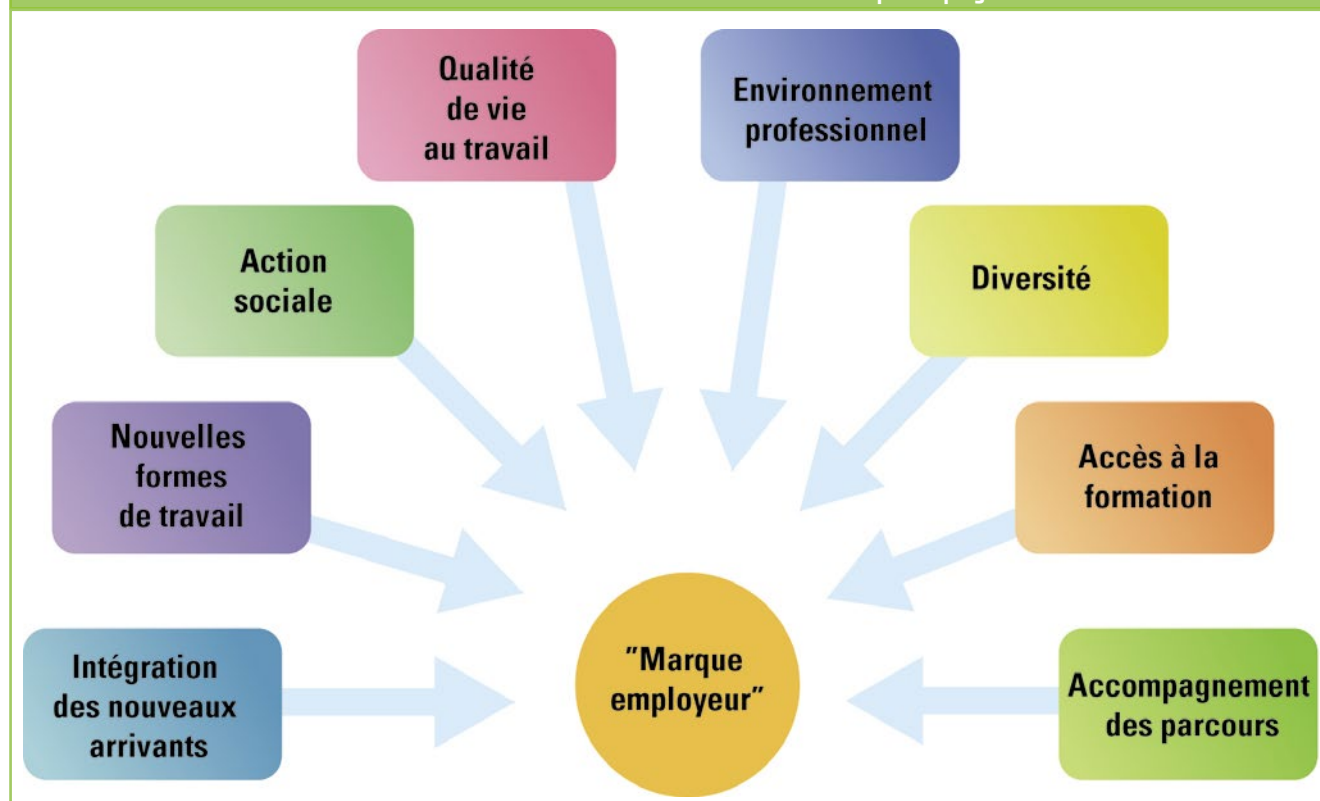 Qualité
de vie
au travail
Environnement
professionnel
Action
sociale
Diversité
Nouvelles
formes
de travail
Accès à la
formation
Intégration
des nouveaux
arrivants
"Marque
employeur"
Accompagnement
des parcours